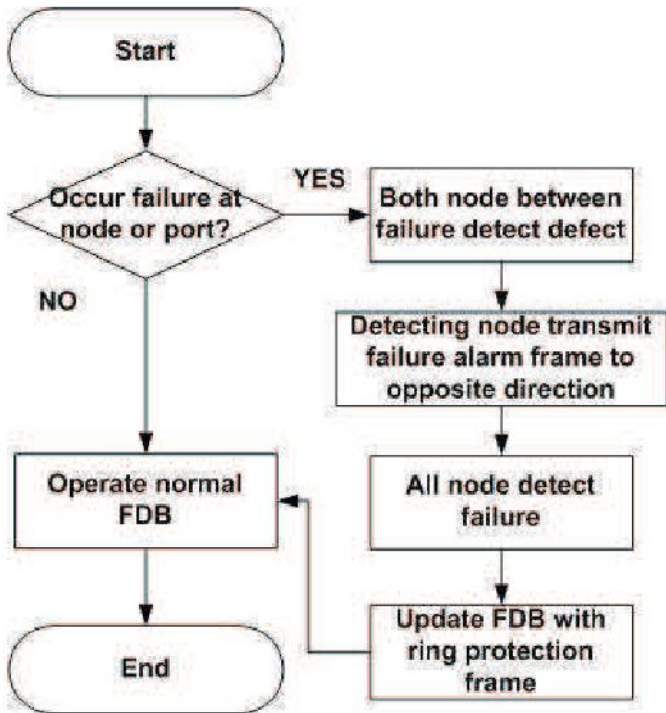 Start
Occur failure at
node or port?
YES
NO
Both node between
failure detect defect
Detecting node transmit
failure alarm frame to
opposite direction
All node detect
failure
Update FDB with
ring protection
frame
Operate normal
FDB
End